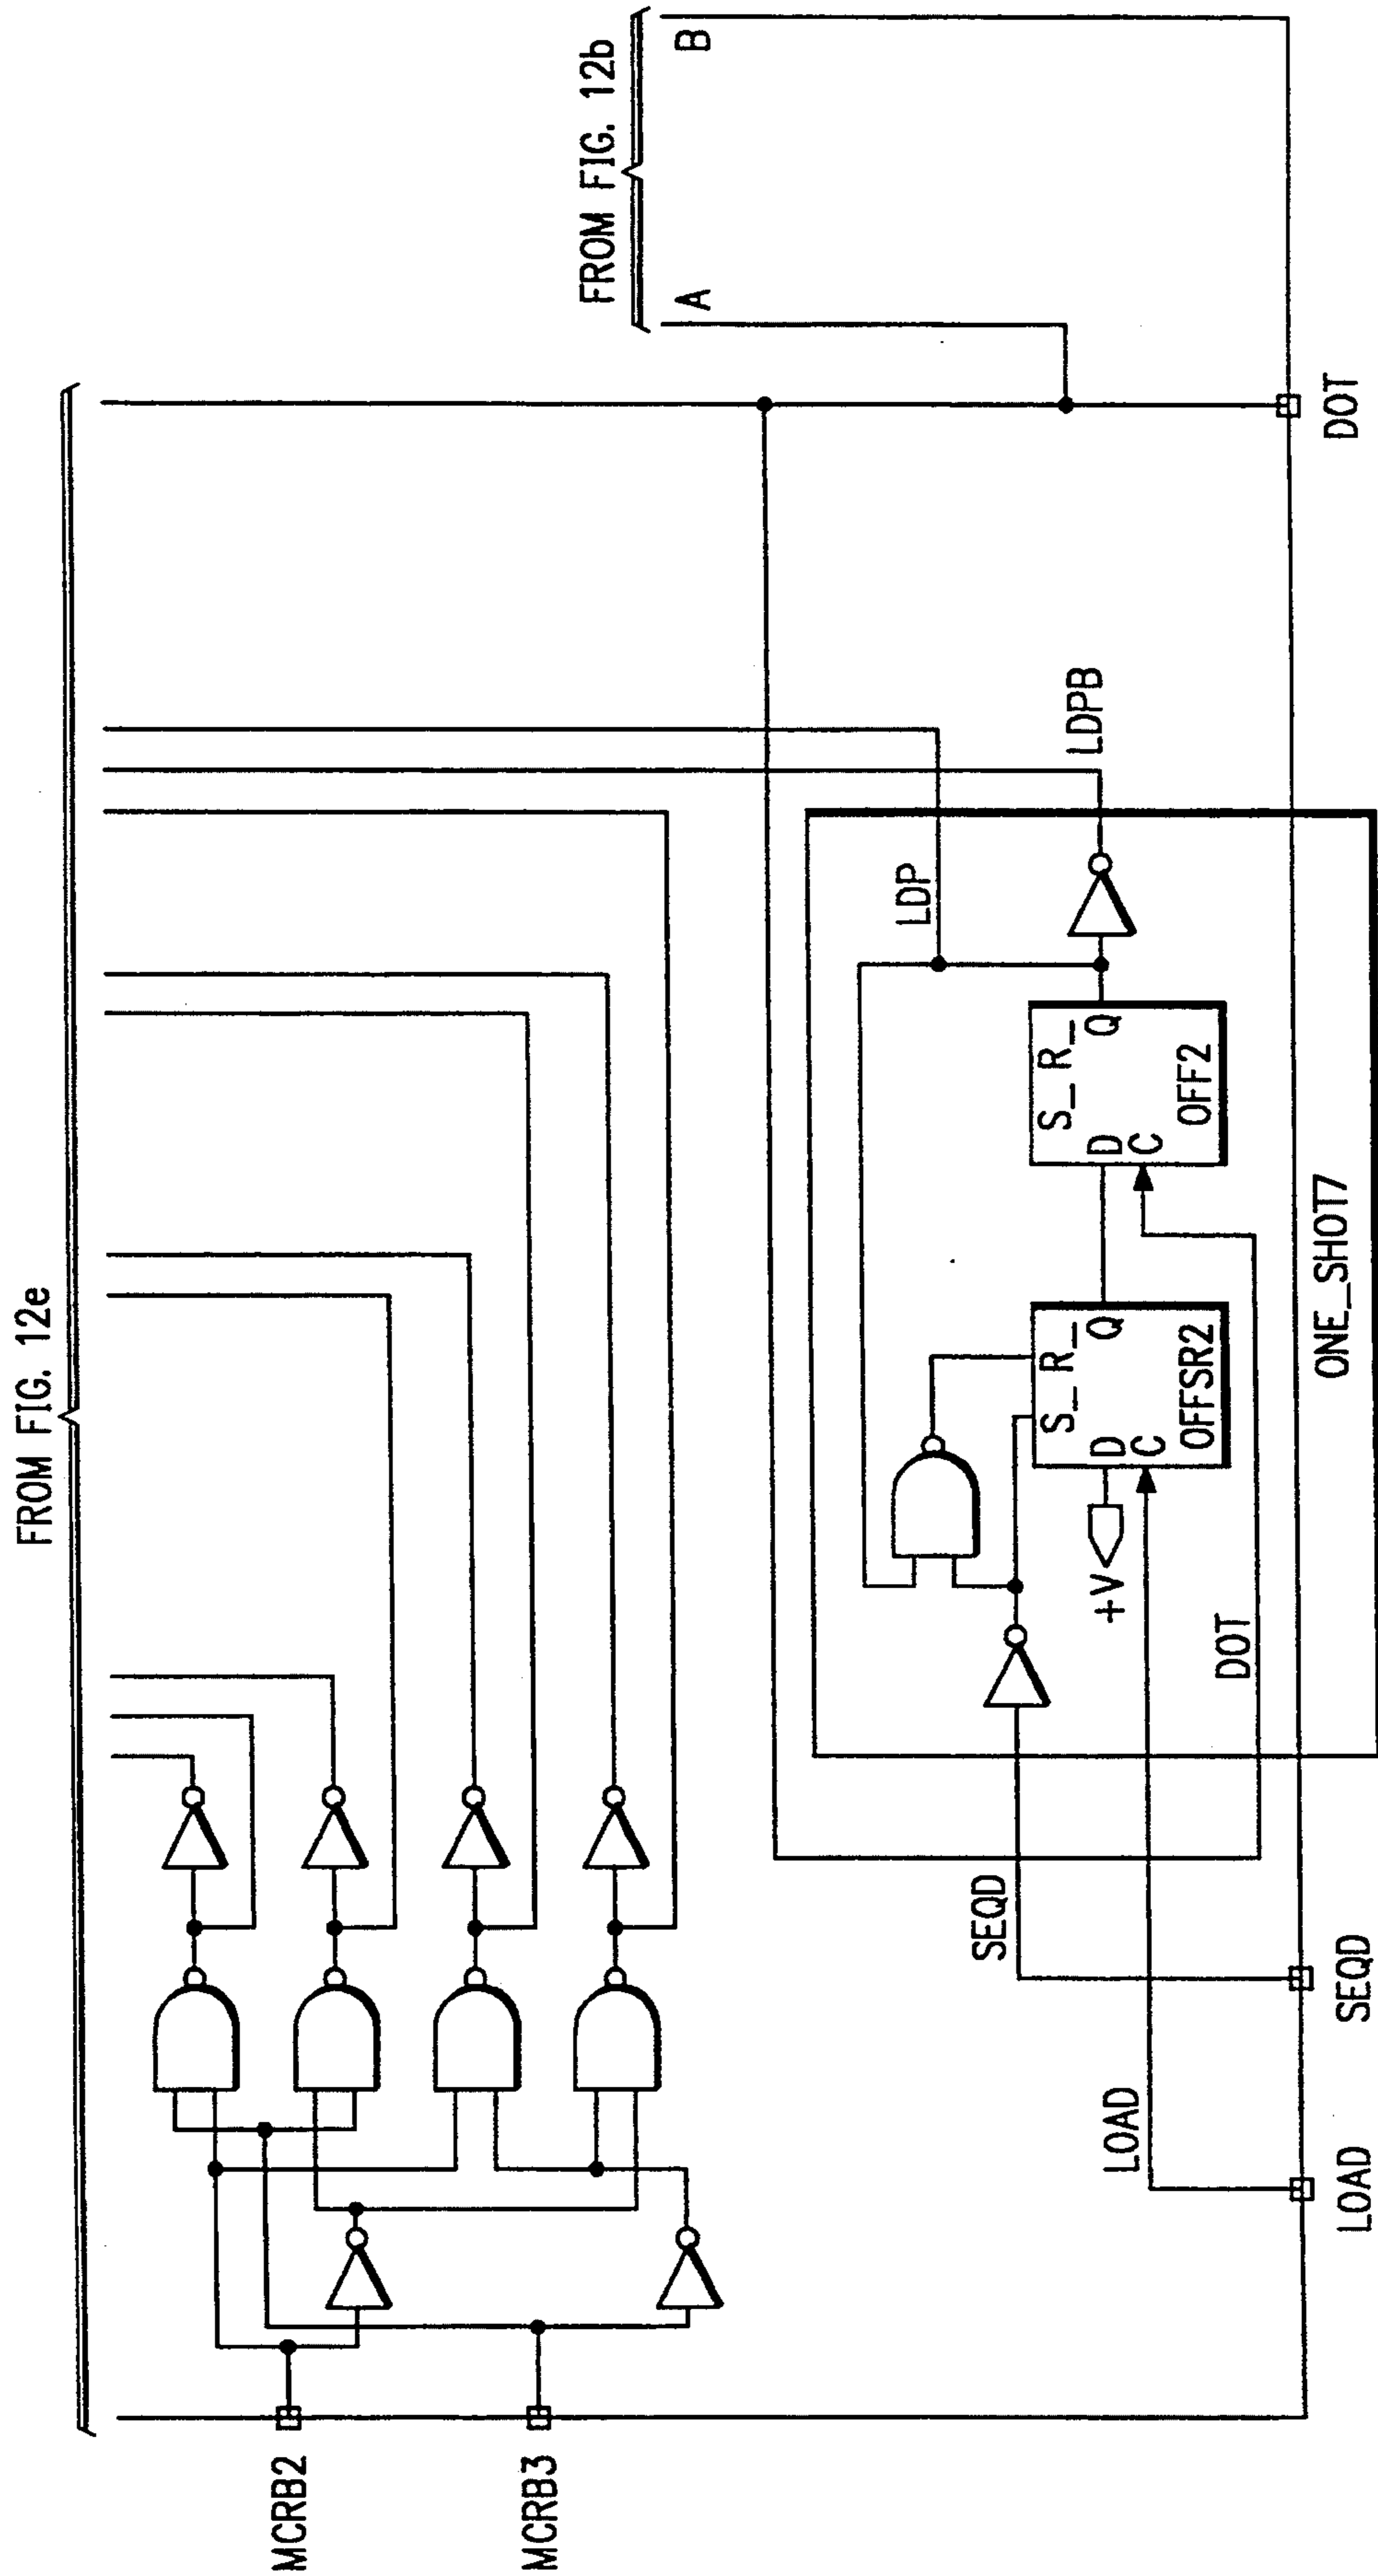 FROM FIG. 12e
FROM FIG. 12b
A
B
MCRB2
MCRB3
LDP
LDPB
SEQD
LOAD
+V
S_ R_
D
Q
C
OFFSR2
S_ R_
D
Q
C
OFF2
DOT
ONE_SHOT7
LOAD
SEQD
DOT